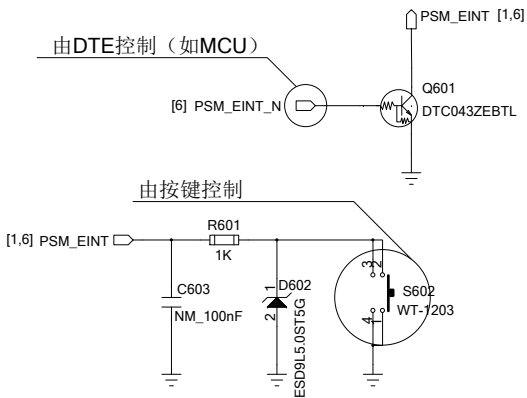 PSM_EINT [1,6]
由DTE控制（如MCU）
Q601
[6] PSM_EINT_N
DTC043ZEBTL
由按键控制
[1,6] PSM_EINT
R601
1K
C603
NM_100nF
1
D602
2
ESD9L5.0ST5G
3
2
S602
WT-1203
4
1